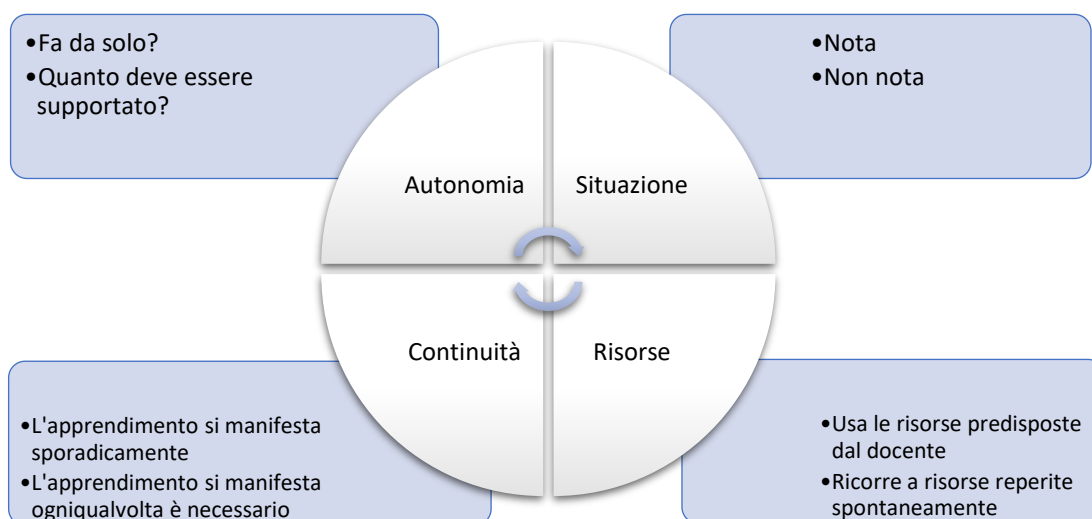 •Fa da solo?
•Quanto deve essere
supportato?
•Nota
•Non nota
Autonomia
Situazione
Continuità
Risorse
•L'apprendimento si manifesta
sporadicamente
•L'apprendimento si manifesta
ogniqualvolta è necessario
•Usa le risorse predisposte
dal docente
•Ricorre a risorse reperite
spontaneamente